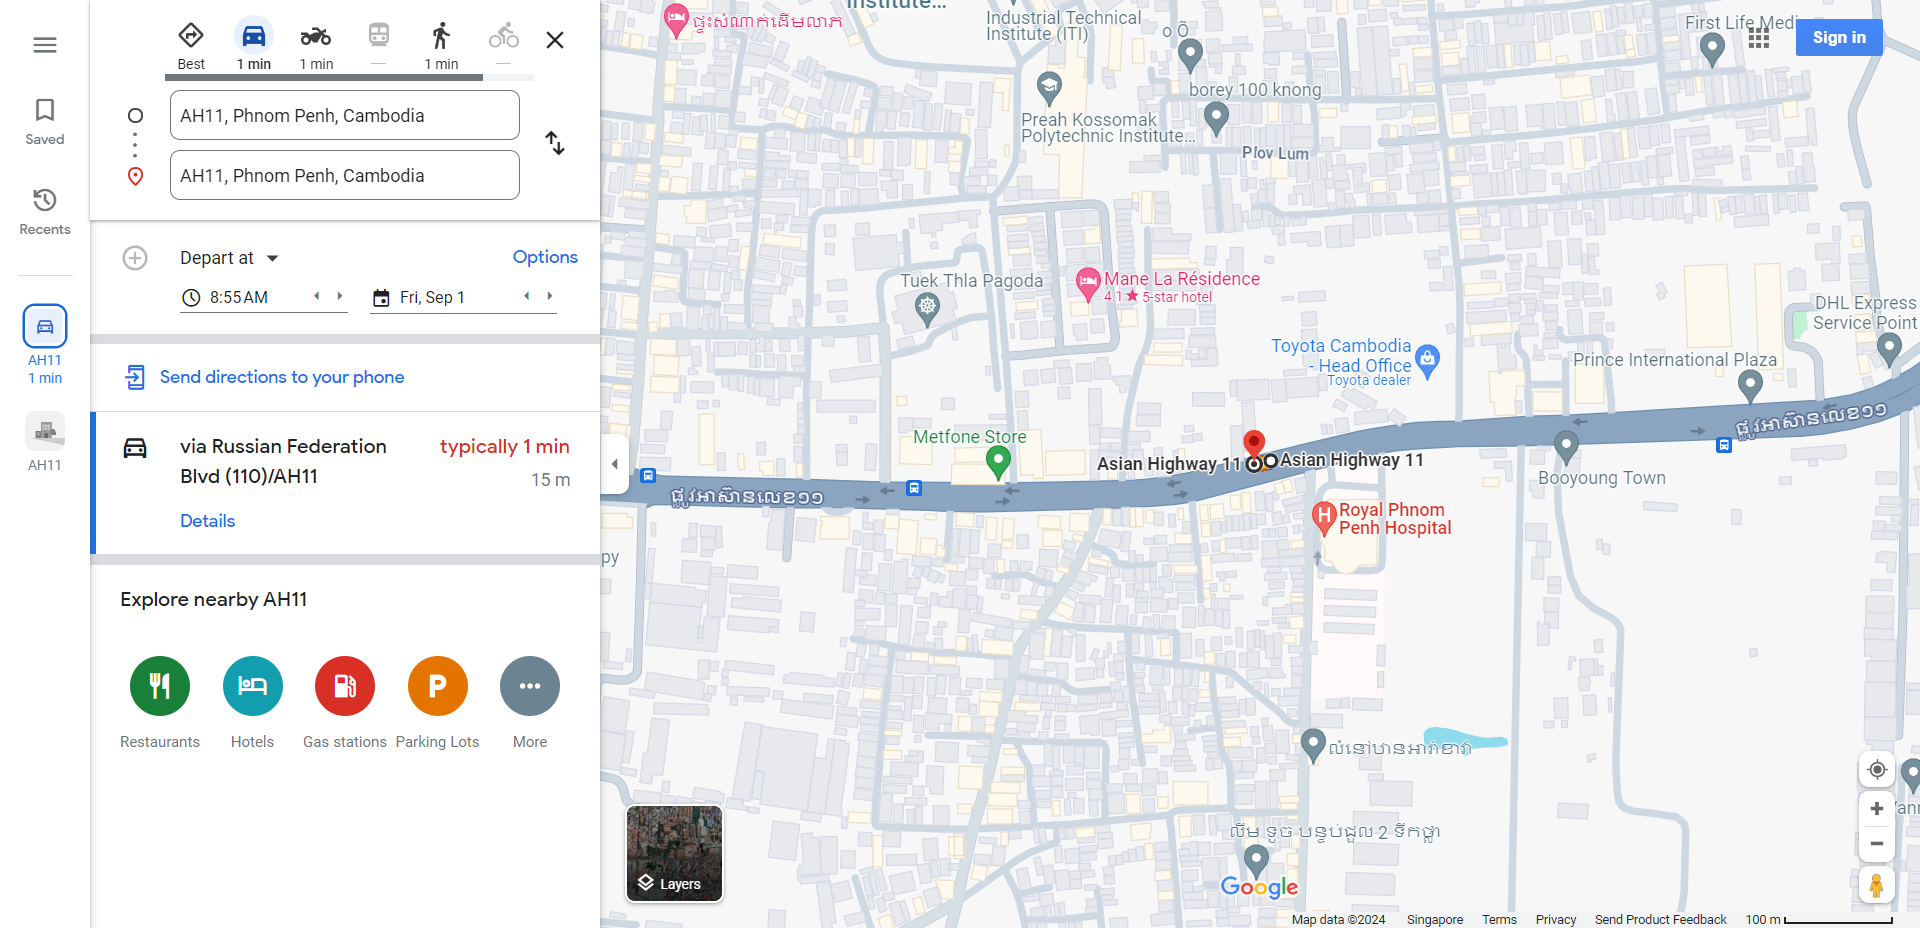 Saved
Recents
AH11
1 min
AH11
Best
1 min
1 min
1 min
AH11, Phnom Penh, Cambodia
AH11, Phnom Penh, Cambodia
Depart at
Options
8:55 AM
Fri, Sep 1
Send directions to your phone
via Russian Federation
Blvd (110)/AH11
typically 1 min
15 m
Details
Explore nearby AH11
Restaurants
Hotels
Gas stations
Parking Lots
More
ផ្ទះសំណាក់ដើមលាភ
Institute...
Industrial Technical
Institute (ITI)
o Õ
First Life Medi
Sign in
borey 100 knong
Preah Kossomak
Polytechnic Institute...
Plov Lum
Tuek Thla Pagoda
Mane La Résidence
4.1★ 5-star hotel
DHL Express
Service Point
Toyota Cambodia
- Head Office
Toyota dealer
Prince International Plaza
ផ្លូវអាស៊ានលេខ១១
Metfone Store
Asian Highway 11
Asian Highway 11
Booyoung Town
ផ្លូវអាស៊ានលេខ១១
Royal Phnom
Penh Hospital
H
py
លំនៅឋានអារ៉ាខាវ៉ា
លឹម ទូច បន្ទប់ជួល 2 ទឹកថ្លា
Layers
Google
Map data ©2024
Singapore
Terms
Privacy
Send Product Feedback
100 m